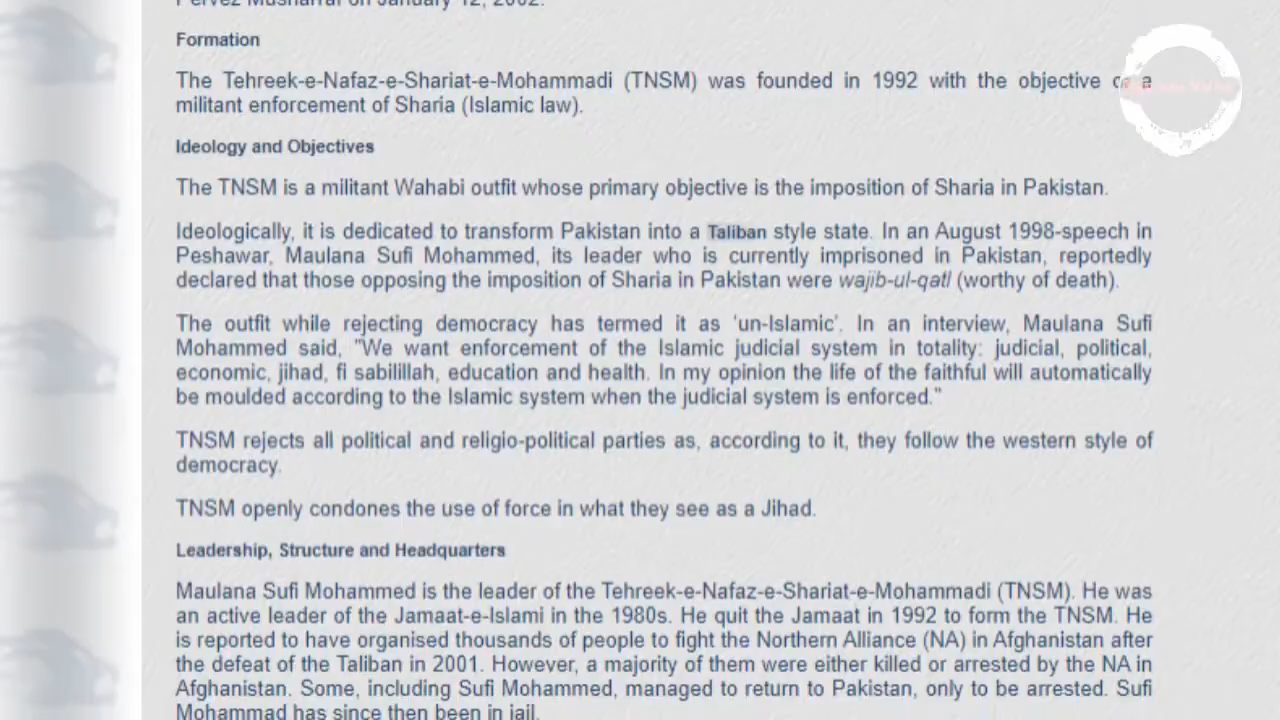 Pervez Musharraf on January 12, 2002.
Formation
The Tehreek-e-Nafaz-e-Shariat-e-Mohammadi (TNSM) was founded in 1992 with the objective of a
militant enforcement of Sharia (Islamic law).
Ideology and Objectives
The TNSM is a militant Wahabi outfit whose primary objective is the imposition of Sharia in Pakistan.
Ideologically, it is dedicated to transform Pakistan into a Taliban style state. In an August 1998-speech in
Peshawar, Maulana Sufi Mohammed, its leader who is currently imprisoned in Pakistan, reportedly
declared that those opposing the imposition of Sharia in Pakistan were wajib-ul-qatl (worthy of death).
The outfit while rejecting democracy has termed it as 'un-Islamic'. In an interview, Maulana Sufi
Mohammed said, "We want enforcement of the Islamic judicial system in totality: judicial, political,
economic, jihad, fi sabilillah, education and health. In my opinion the life of the faithful will automatically
be moulded according to the Islamic system when the judicial system is enforced."
TNSM rejects all political and religio-political parties as, according to it, they follow the western style of
democracy.
TNSM openly condones the use of force in what they see as a Jihad.
Leadership, Structure and Headquarters
Maulana Sufi Mohammed is the leader of the Tehreek-e-Nafaz-e-Shariat-e-Mohammadi (TNSM). He was
an active leader of the Jamaat-e-Islami in the 1980s. He quit the Jamaat in 1992 to form the TNSM. He
is reported to have organised thousands of people to fight the Northern Alliance (NA) in Afghanistan after
the defeat of the Taliban in 2001. However, a majority of them were either killed or arrested by the NA in
Afghanistan. Some, including Sufi Mohammed, managed to return to Pakistan, only to be arrested. Sufi
Mohammad has since then been in jail.